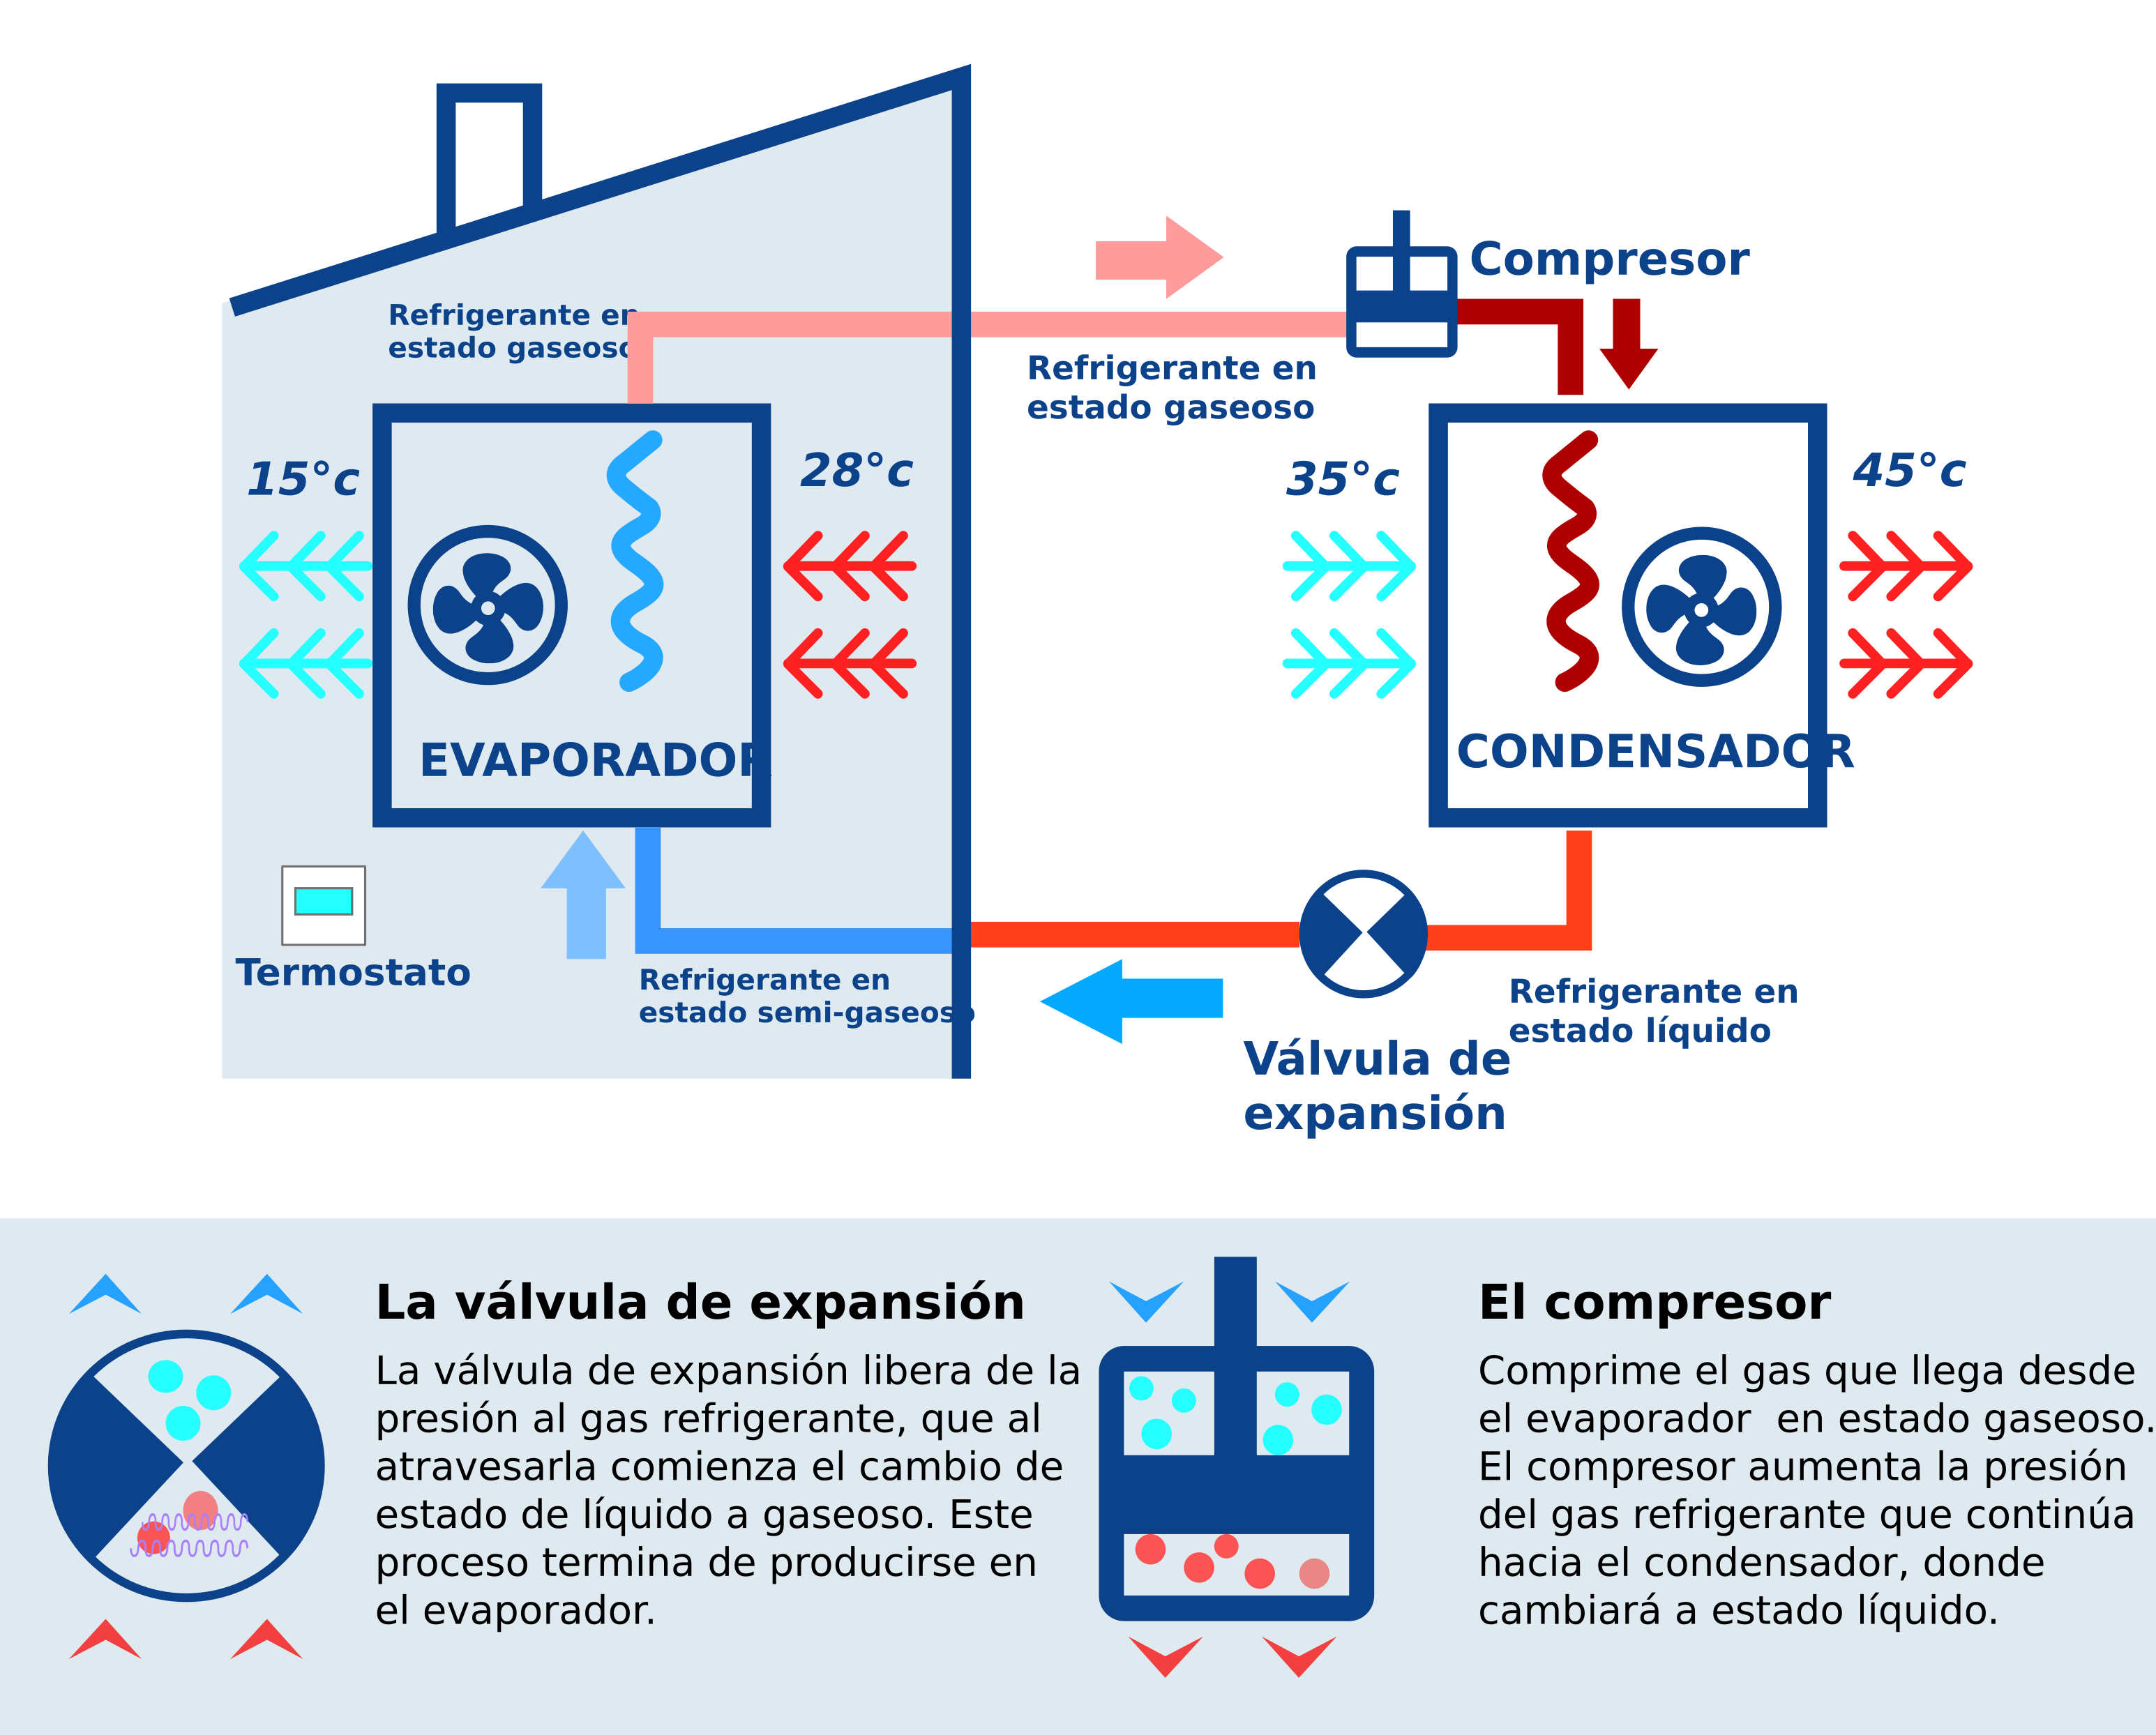 Compresor
Refrigerante en
estado gaseoso
Refrigerante en
estado gaseoso
15°c
28°c
35°c
45°c
EVAPORADOR
CONDENSADOR
Termostato
Refrigerante en
estado semi-gaseoso
Refrigerante en
estado líquido
Válvula de
expansión
La válvula de expansión
La válvula de expansión libera de la
presión al gas refrigerante, que al
atravesarla comienza el cambio de
estado de líquido a gaseoso. Este
proceso termina de producirse en
el evaporador.
El compresor
Comprime el gas que llega desde
el evaporador  en estado gaseoso.
El compresor aumenta la presión
del gas refrigerante que continúa
hacia el condensador, donde
cambiará a estado líquido.